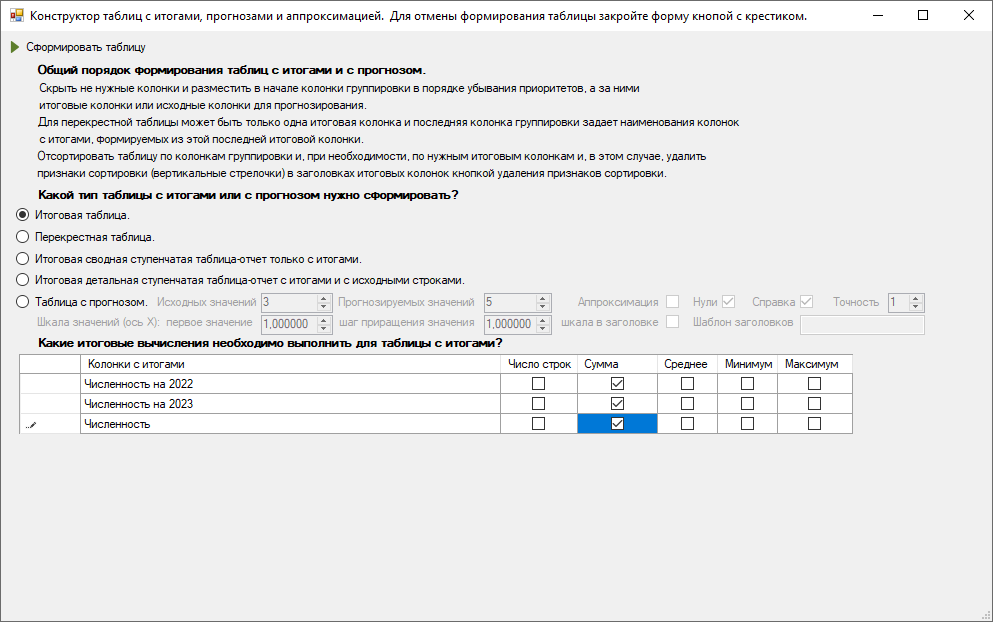 Конструктор таблиц с итогами, прогнозами и аппроксимацией. Для отмены формирования таблицы закройте форму кнопой с крестиком.
Сформировать таблицу
Общий порядок формирования таблиц с итогами и с прогнозом.
Скрыть не нужные колонки и разместить в начале колонки группировки в порядке убывания приоритетов, а за ними
итоговые колонки или исходные колонки для прогнозирования.
Для перекрестной таблицы может быть только одна итоговая колонка и последняя колонка группировки задает наименования колонок
с итогами, формируемых из этой последней итоговой колонки.
Отсортировать таблицу по колонкам группировки и, при необходимости, по нужным итоговым колонкам и, в этом случае, удалить
признаки сортировки (вертикальные стрелочки) в заголовках итоговых колонок кнопкой удаления признаков сортировки.
Какой тип таблицы с итогами или с прогнозом нужно сформировать?
Итоговая таблица.
Перекрестная таблица.
Итоговая сводная ступенчатая таблица-отчет только с итогами.
Итоговая детальная ступенчатая таблица-отчет с итогами и с исходными строками.
Таблица с прогнозом. Исходных значений 3 Прогнозируемых значений 5 Аппроксимация Нули Справка Точность 1
Шкала значений (ось X): первое значение 1,000000 шаг приращения значения 1,000000 шкала в заголовке Шаблон заголовков
Какие итоговые вычисления необходимо выполнить для таблицы с итогами?
Колонки с итогами Число строк Сумма Среднее Минимум Максимум
Численность на 2022
Численность на 2023
Численность